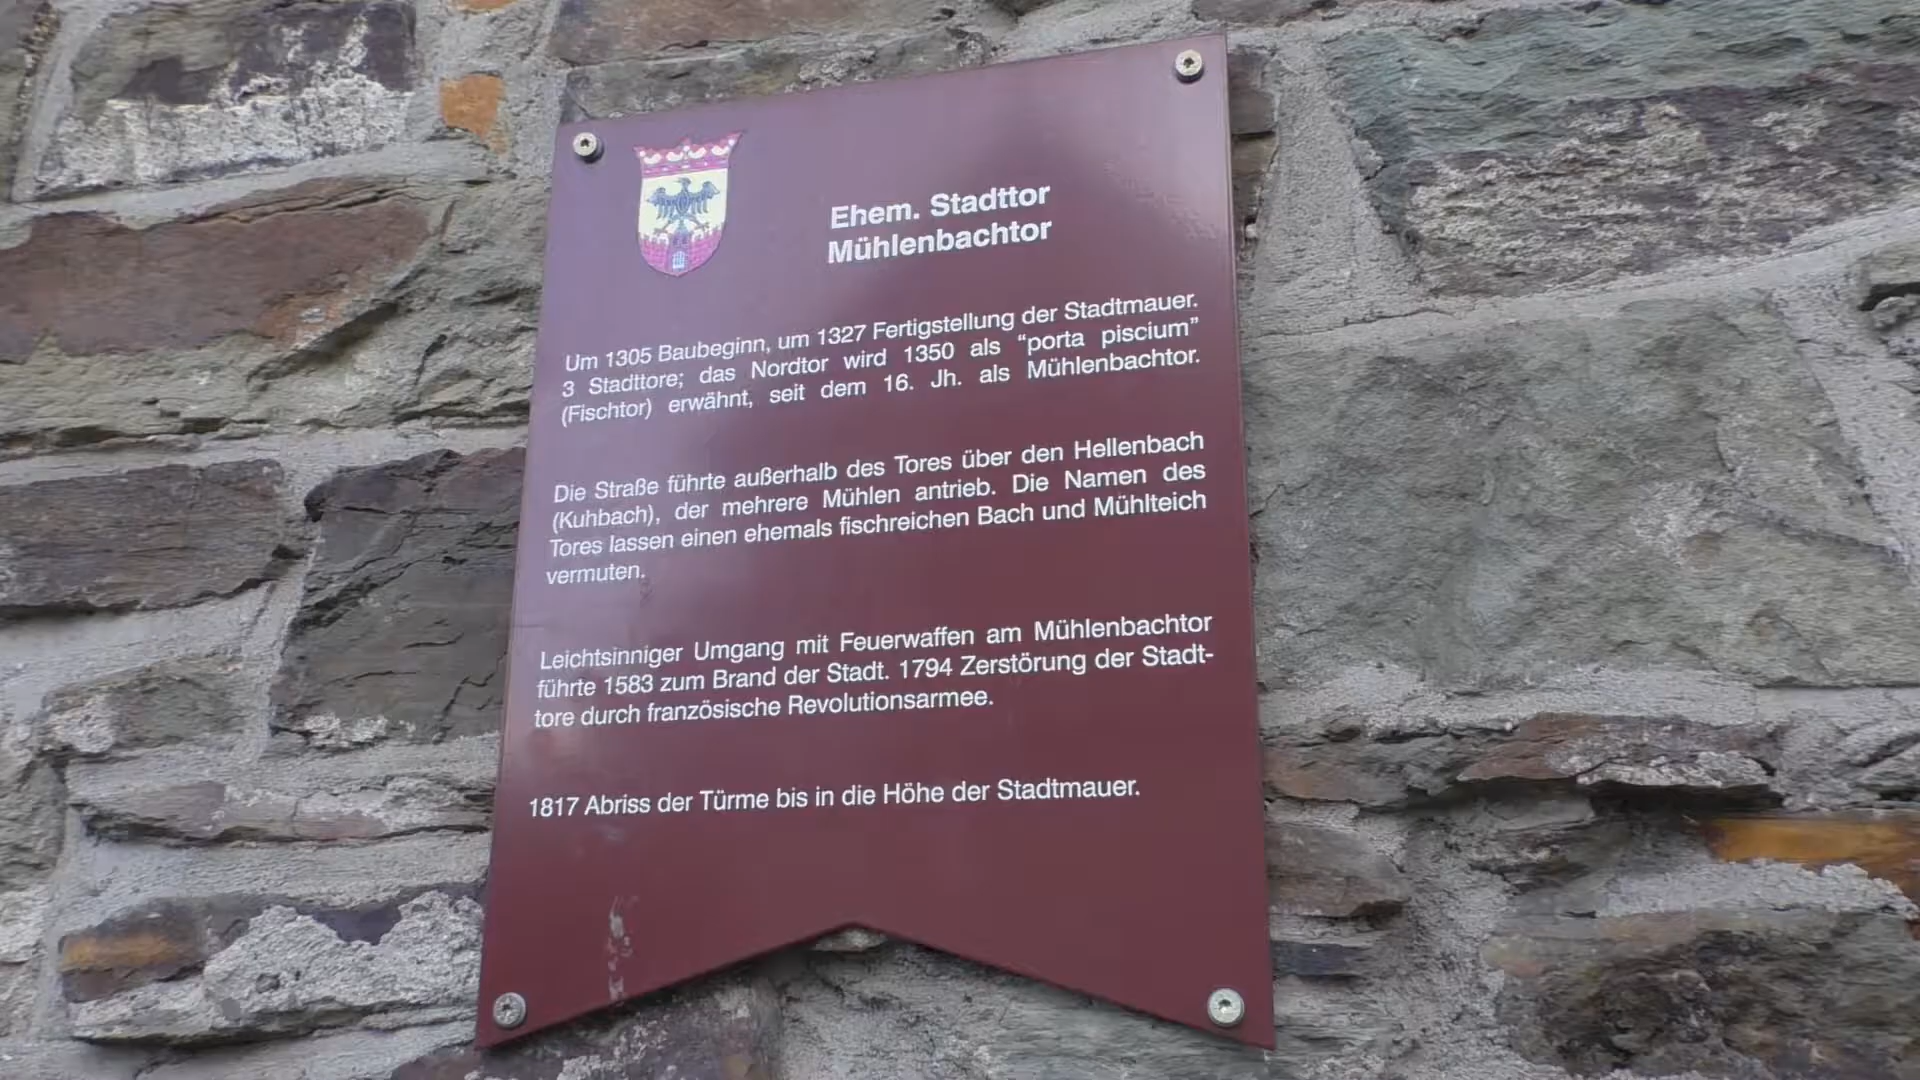 Ehem. Stadttor
Mühlenbachtor
Um 1305 Baubeginn, um 1327 Fertigstellung der Stadtmauer.
3 Stadttore; das Nordtor wird 1350 als “porta piscium”
(Fischtor) erwähnt, seit dem 16. Jh. als Mühlenbachtor.
Die Straße führte außerhalb des Tores über den Hellenbach
(Kuhbach), der mehrere Mühlen antrieb. Die Namen des
Tores lassen einen ehemals fischreichen Bach und Mühlteich
vermuten.
Leichtsinniger Umgang mit Feuerwaffen am Mühlenbachtor
führte 1583 zum Brand der Stadt. 1794 Zerstörung der Stadt-
tore durch französische Revolutionsarmee.
1817 Abriss der Türme bis in die Höhe der Stadtmauer.